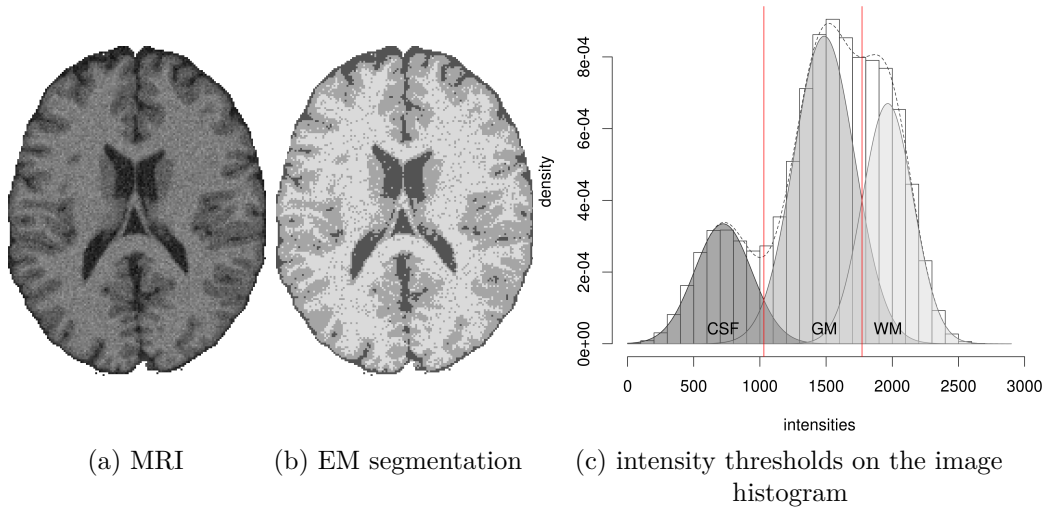 density
8e-04
6e-04
4e-04
2e-04
0e+00
CSF
GM
WM
0 500 1000 1500 2000 2500 3000
intensities
(a) MRI
(b) EM segmentation
(c) intensity thresholds on the image
histogram